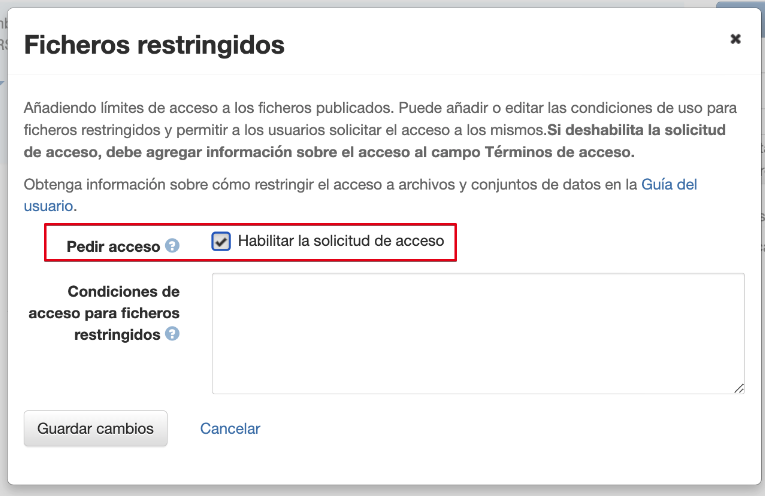 Ficheros restringidos
Añadiendo límites de acceso a los ficheros publicados. Puede añadir o editar las condiciones de uso para
ficheros restringidos y permitir a los usuarios solicitar el acceso a los mismos.Si deshabilita la solicitud
de acceso, debe agregar información sobre el acceso al campo Términos de acceso.
Obtenga información sobre cómo restringir el acceso a archivos y conjuntos de datos en la Guía del
usuario.
Pedir acceso ? Habilitar la solicitud de acceso
Condiciones de
acceso para ficheros
restringidos ?
Guardar cambios Cancelar